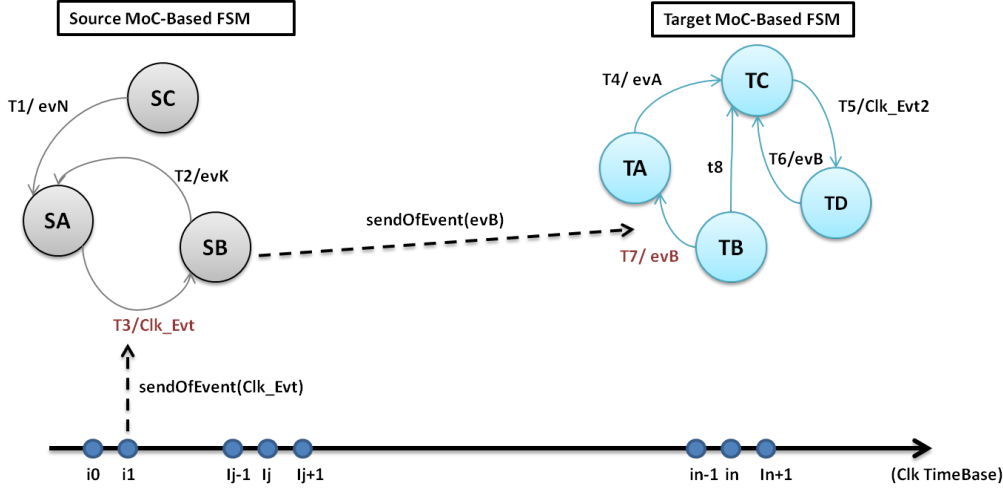 Source MoC-Based FSM
Target MoC-Based FSM
T1/ evN
SC
T2/evK
SA
SB
T3/Clk_Evt
sendOfEvent(evB)
T4/ evA
TC
T5/Clk_Evt2
TA
t8
T6/evB
TD
T7/ evB
TB
sendOfEvent(Clk_Evt)
i0
i1
Ij-1
Ij
Ij+1
in-1
in
In+1
(Clk TimeBase)